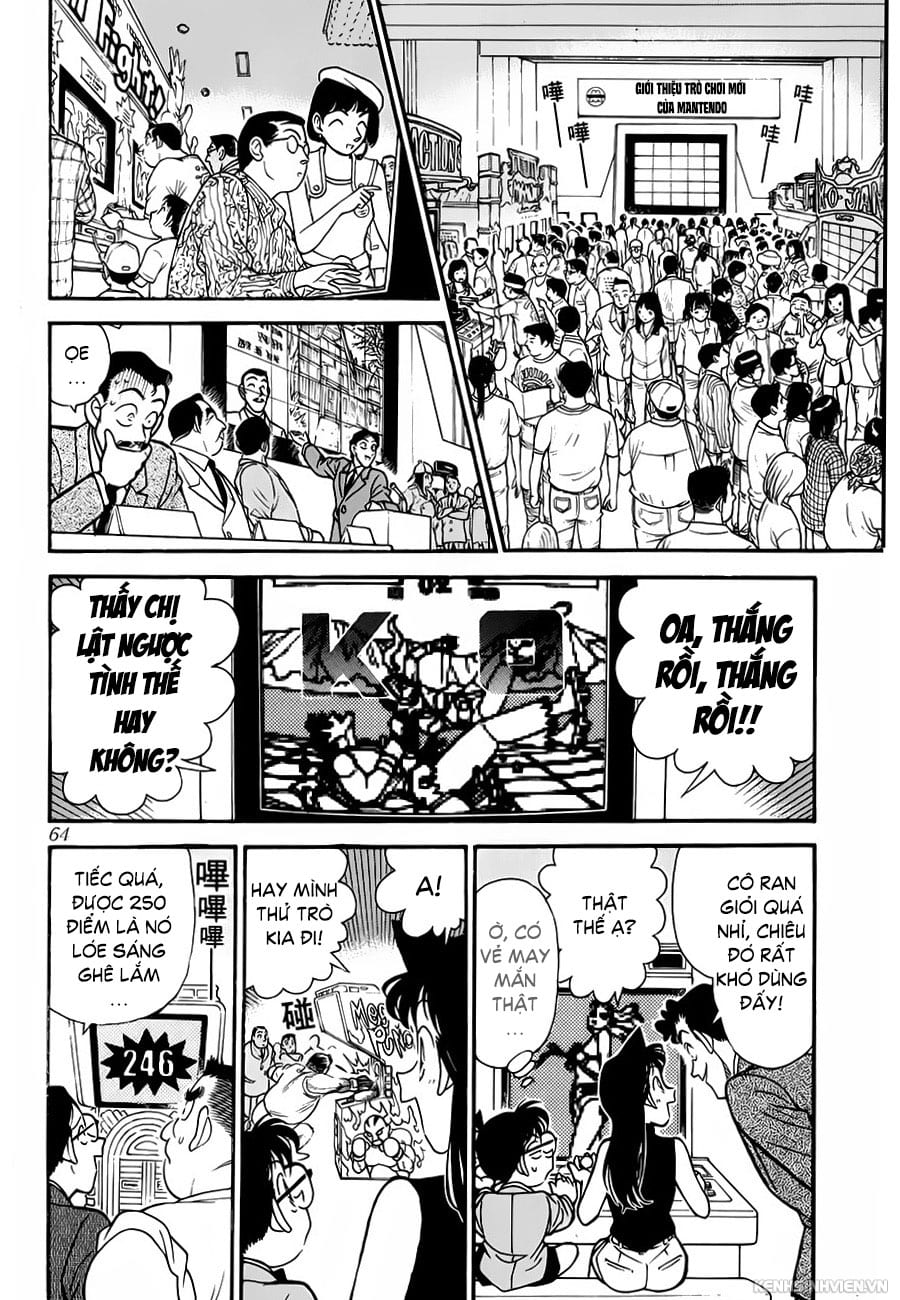 Fight!
嘩
嘩
GIỚI THIỆU TRÒ CHƠI MỚI
CỦA MANTENDO
哇
哇
ỌE
...
THẤY CHỊ
LẬT NGƯỢC
TÌNH THẾ
HAY
KHÔNG?
K O
OA, THẮNG
RỒI, THẮNG
RỒI!!
64
TIẾC QUÁ,
ĐƯỢC 250
ĐIỂM LÀ NÓ
LÓE SÁNG
GHÊ LẮM
...
嗶嗶嗶
246
HAY MÌNH
THỬ TRÒ
KIA ĐI!
A!
碰
THẬT
THẾ Ạ?
Ờ, CÓ
VẺ MAY
MẮN
THẬT
...
CÔ RAN
GIỎI QUÁ
NHỈ, CHIÊU
ĐÓ RẤT
KHÓ DÙNG
ĐẤY!
KENHSINHVIEN.VN